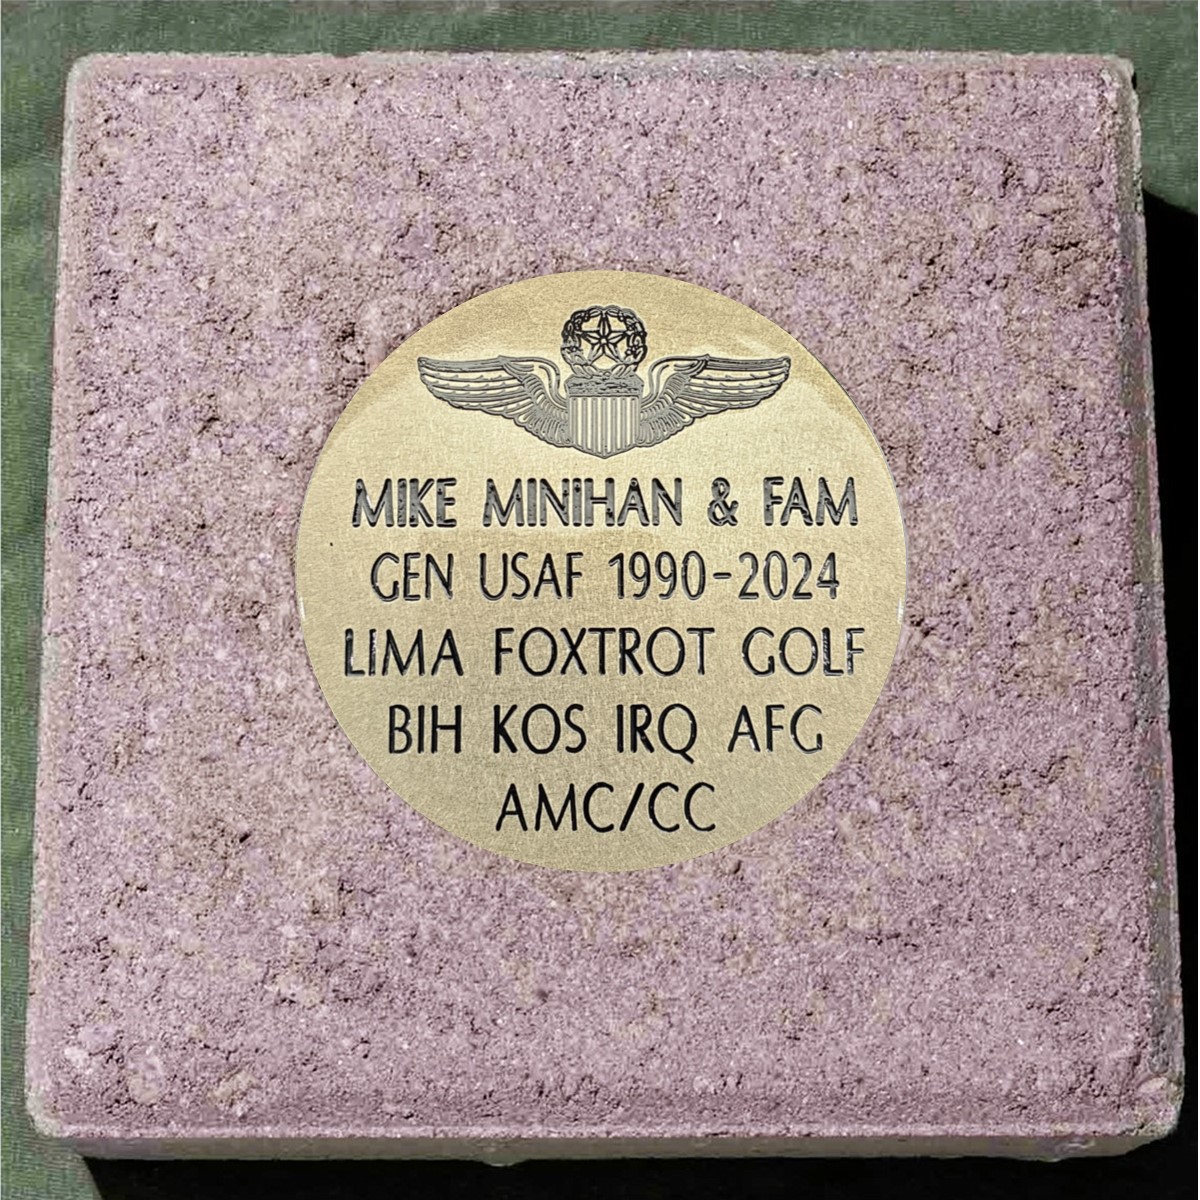 MIKE MINIHAN & FAM
GEN USAF 1990-2024
LIMA FOXTROT GOLF
BIH KOS IRQ AFG
AMC/CC